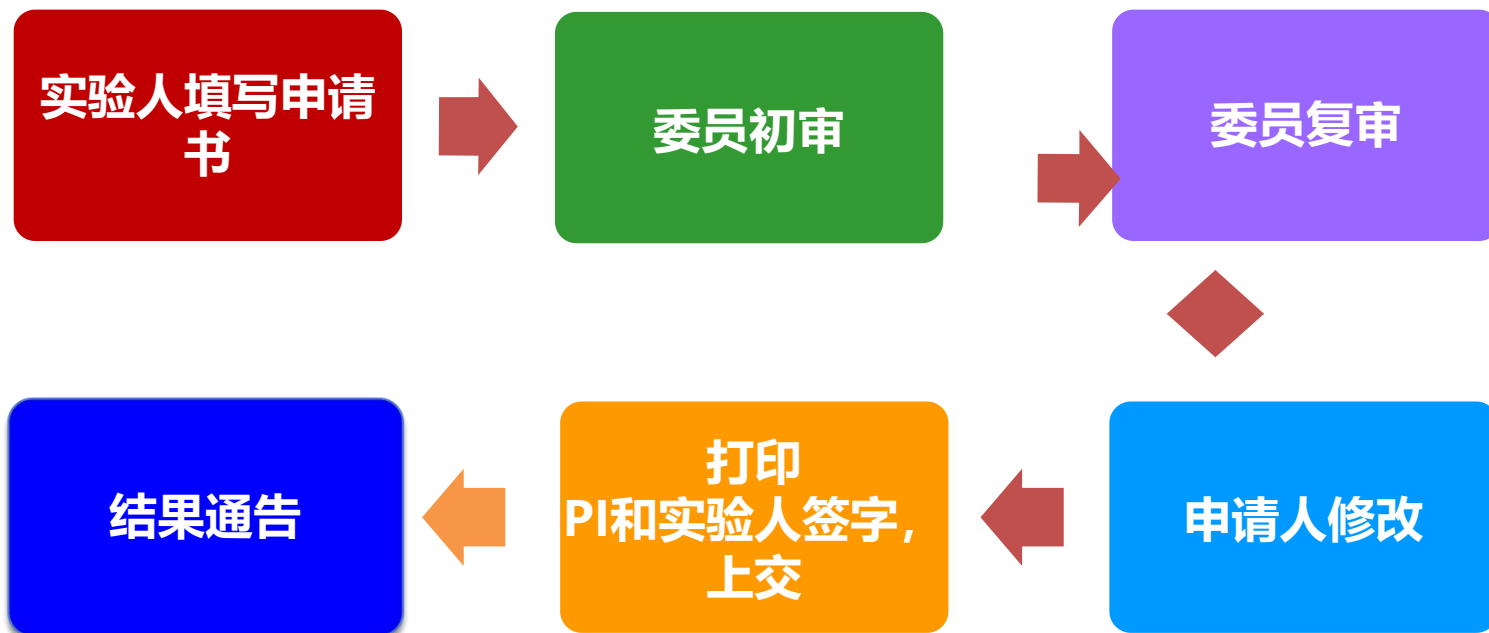 实验人填写申请
书
委员初审
委员复审
结果通告
打印
PI和实验人签字，
上交
申请人修改